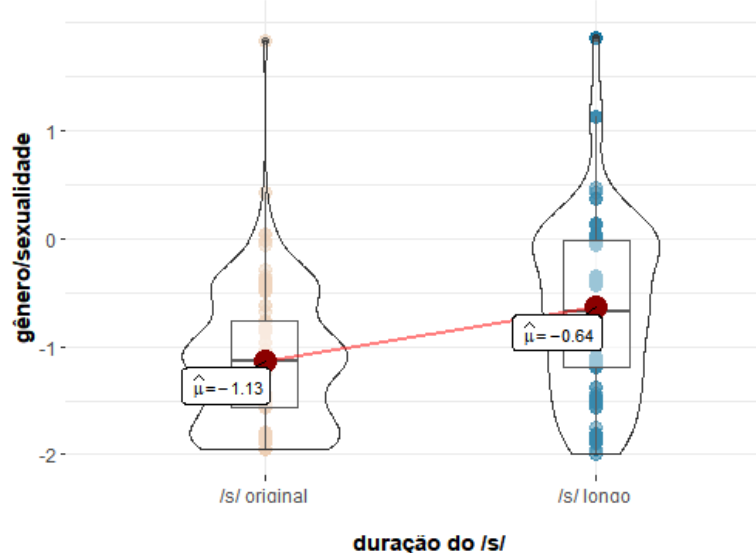 gênero/sexualidade
1
0
-1
-2
μ̂=−1.13
μ̂=−0.64
/s/ original
/s/ longo
duração do /s/